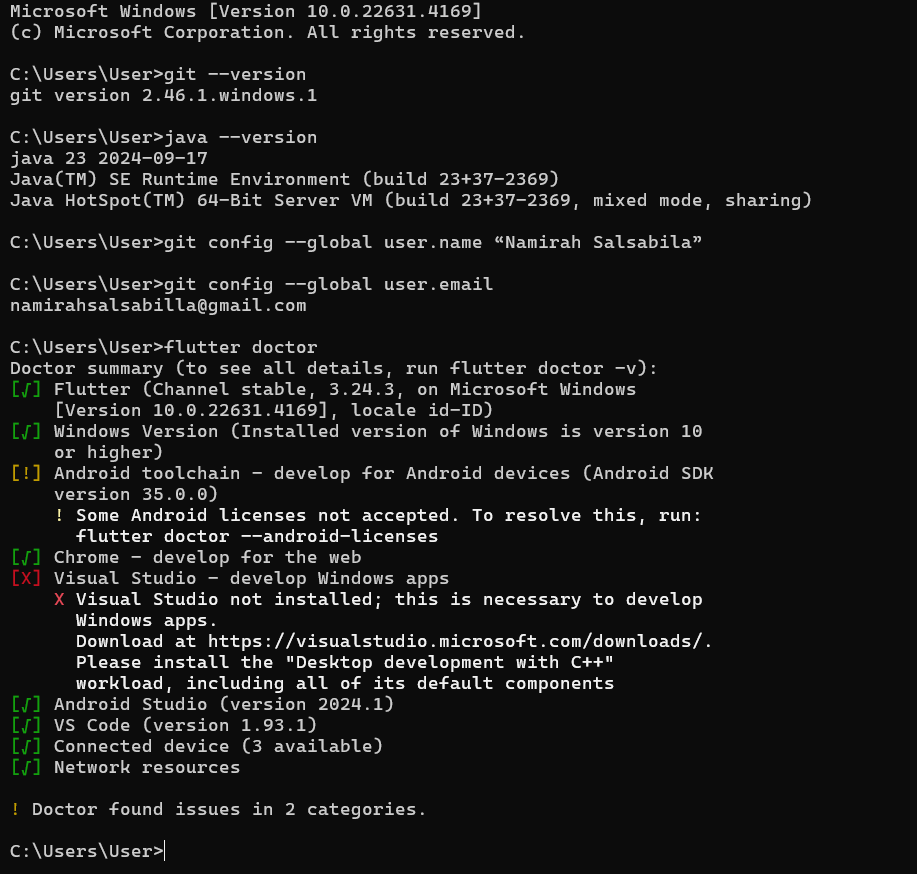 Microsoft Windows [Version 10.0.22631.4169]
(c) Microsoft Corporation. All rights reserved.
C:\Users\User>git --version
git version 2.46.1.windows.1
C:\Users\User>java --version
java 23 2024-09-17
Java(TM) SE Runtime Environment (build 23+37-2369)
Java HotSpot(TM) 64-Bit Server VM (build 23+37-2369, mixed mode, sharing)
C:\Users\User>git config --global user.name “Namirah Salsabila”
C:\Users\User>git config --global user.email
namirahsalsabilla@gmail.com
C:\Users\User>flutter doctor
Doctor summary (to see all details, run flutter doctor -v):
[√] Flutter (Channel stable, 3.24.3, on Microsoft Windows
[Version 10.0.22631.4169], locale id-ID)
[√] Windows Version (Installed version of Windows is version 10
or higher)
[!] Android toolchain - develop for Android devices (Android SDK
version 35.0.0)
! Some Android licenses not accepted. To resolve this, run:
flutter doctor --android-licenses
[√] Chrome - develop for the web
[X] Visual Studio - develop Windows apps
X Visual Studio not installed; this is necessary to develop
Windows apps.
Download at https://visualstudio.microsoft.com/downloads/.
Please install the "Desktop development with C++"
workload, including all of its default components
[√] Android Studio (version 2024.1)
[√] VS Code (version 1.93.1)
[√] Connected device (3 available)
[√] Network resources
! Doctor found issues in 2 categories.
C:\Users\User>